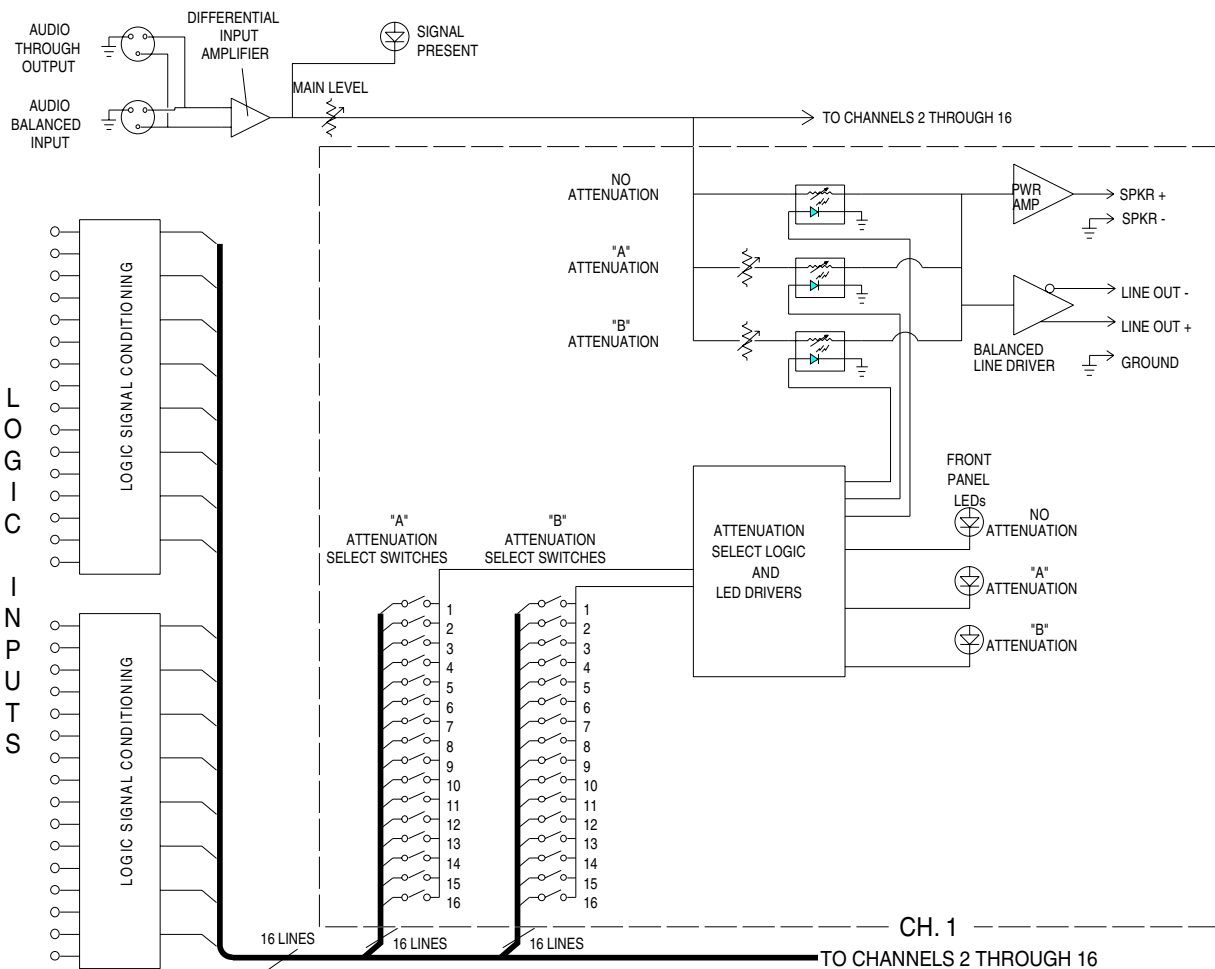 AUDIO
THROUGH
OUTPUT
DIFFERENTIAL
INPUT
AMPLIFIER
SIGNAL
PRESENT
MAIN LEVEL
AUDIO
BALANCED
INPUT
TO CHANNELS 2 THROUGH 16
NO
ATTENUATION
PWR
AMP
SPKR +
SPKR -
"A"
ATTENUATION
"B"
ATTENUATION
LINE OUT -
LINE OUT +
BALANCED
LINE DRIVER
GROUND
LOGIC INPUTS
LOGIC SIGNAL CONDITIONING
LOGIC SIGNAL CONDITIONING
"A"
ATTENUATION
SELECT SWITCHES
"B"
ATTENUATION
SELECT SWITCHES
ATTENUATION
SELECT LOGIC
AND
LED DRIVERS
FRONT
PANEL
LEDs
NO
ATTENUATION
"A"
ATTENUATION
"B"
ATTENUATION
1
2
3
4
5
6
7
8
9
10
11
12
13
14
15
16
1
2
3
4
5
6
7
8
9
10
11
12
13
14
15
16
CH. 1
16 LINES
16 LINES
16 LINES
TO CHANNELS 2 THROUGH 16